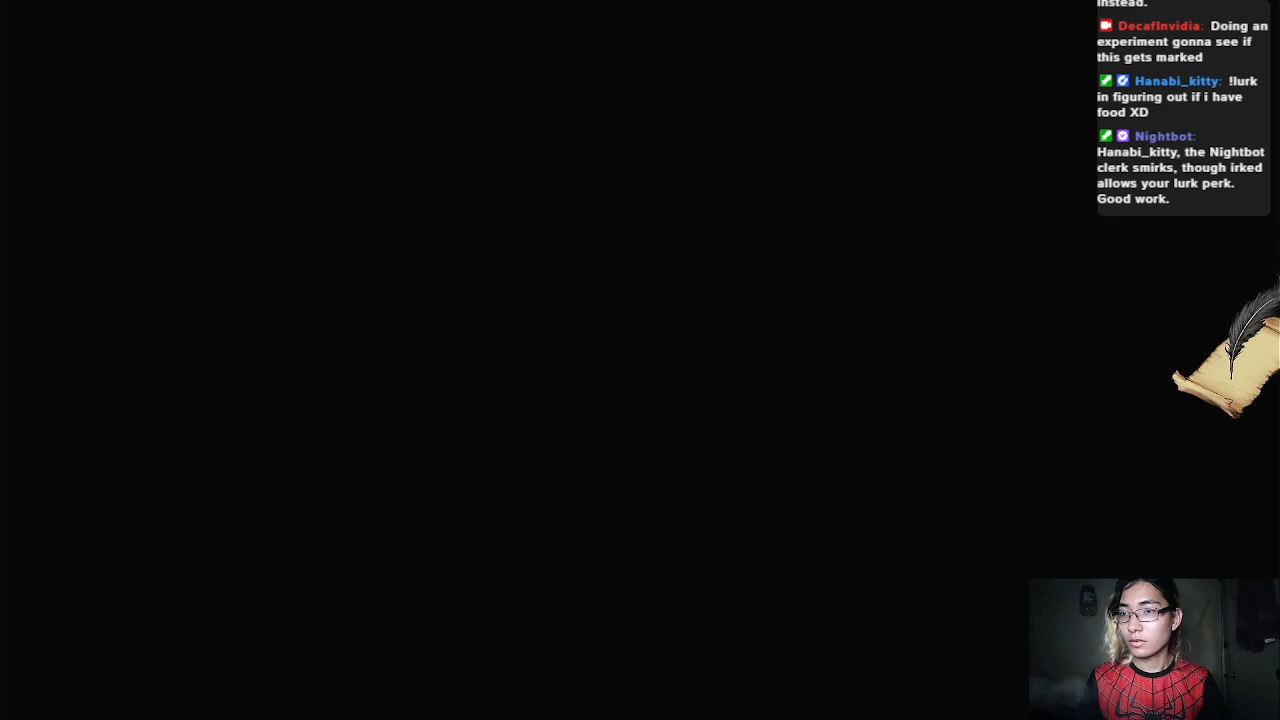 instead.
DecafInvidia: Doing an
experiment gonna see if
this gets marked
Hanabi_kitty: !lurk
in figuring out if i have
food XD
Nightbot:
Hanabi_kitty, the Nightbot
clerk smirks, though irked
allows your lurk perk.
Good work.